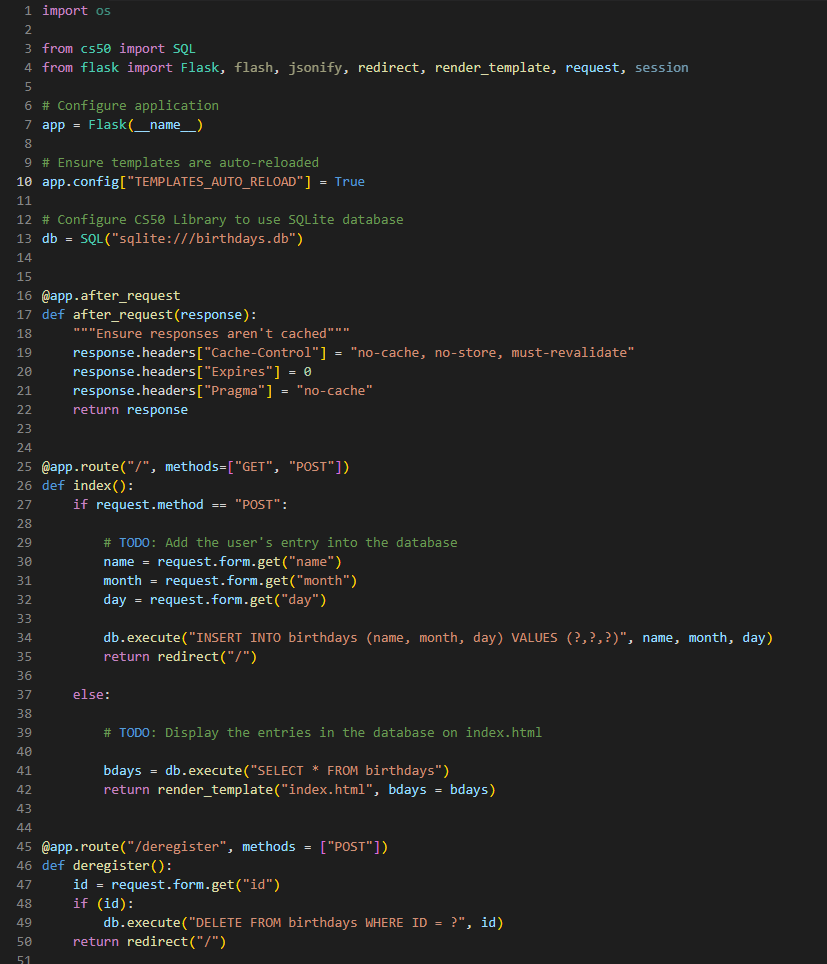 1 import os
2
3 from cs50 import SQL
4 from flask import Flask, flash, jsonify, redirect, render_template, request, session
5
6 # Configure application
7 app = Flask(__name__)
8
9 # Ensure templates are auto-reloaded
10 app.config["TEMPLATES_AUTO_RELOAD"] = True
11
12 # Configure CS50 Library to use SQLite database
13 db = SQL("sqlite:///birthdays.db")
14
15
16 @app.after_request
17 def after_request(response):
18     """Ensure responses aren't cached"""
19     response.headers["Cache-Control"] = "no-cache, no-store, must-revalidate"
20     response.headers["Expires"] = 0
21     response.headers["Pragma"] = "no-cache"
22     return response
23
24
25 @app.route("/", methods=["GET", "POST"])
26 def index():
27     if request.method == "POST":
28
29         # TODO: Add the user's entry into the database
30         name = request.form.get("name")
31         month = request.form.get("month")
32         day = request.form.get("day")
33
34         db.execute("INSERT INTO birthdays (name, month, day) VALUES (?,?,?)", name, month, day)
35         return redirect("/")
36
37     else:
38
39         # TODO: Display the entries in the database on index.html
40
41         bdays = db.execute("SELECT * FROM birthdays")
42         return render_template("index.html", bdays = bdays)
43
44
45 @app.route("/deregister", methods = ["POST"])
46 def deregister():
47     id = request.form.get("id")
48     if (id):
49         db.execute("DELETE FROM birthdays WHERE ID = ?", id)
50     return redirect("/")
51